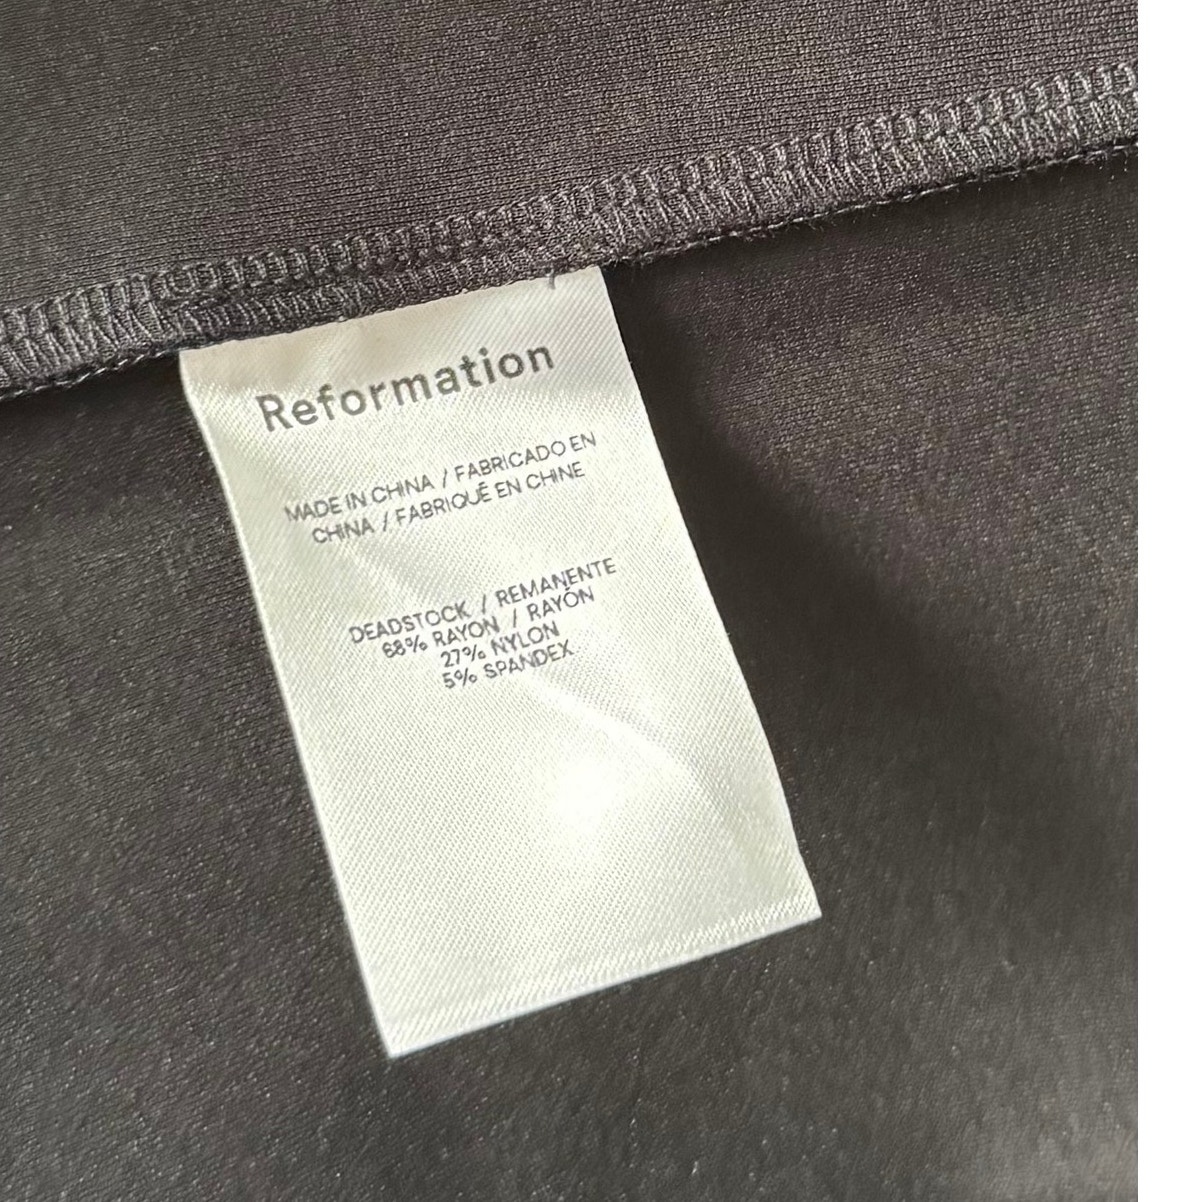 Reformation
MADE IN CHINA / FABRICADO EN
CHINA / FABRIQUÉ EN CHINE
DEADSTOCK / REMANENTE
68% RAYON / RAYÓN
27% NYLON
5% SPANDEX